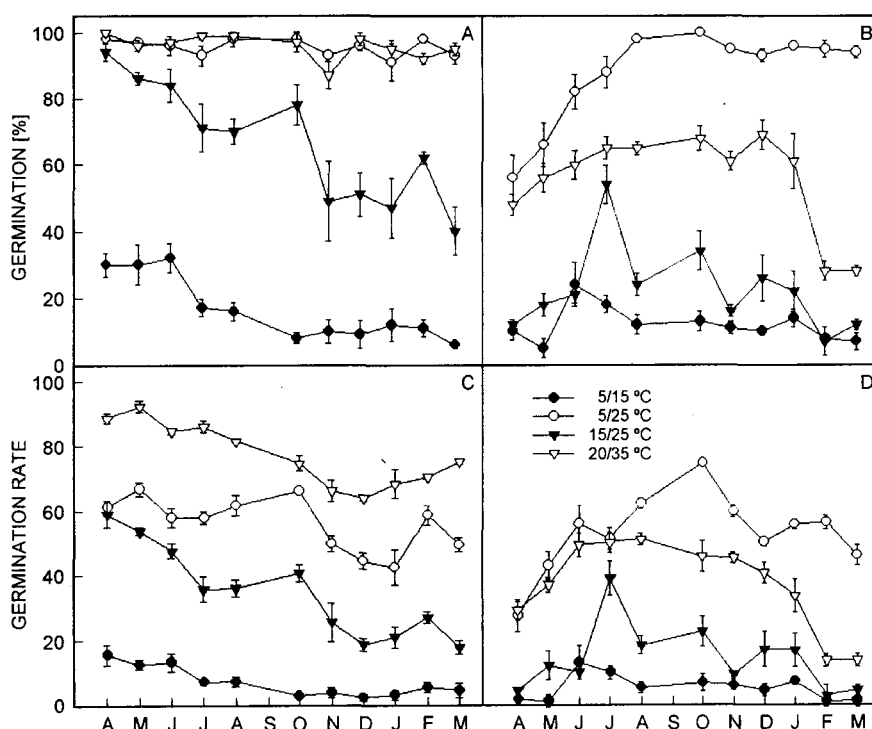 A
B
GERMINATION [%]
100
80
60
40
20
0
C
D
GERMINATION RATE
100
80
60
40
20
0
5/15 ºC
5/25 ºC
15/25 ºC
20/35 ºC
A M J J A S O N D J F M
A M J J A S O N D J F M